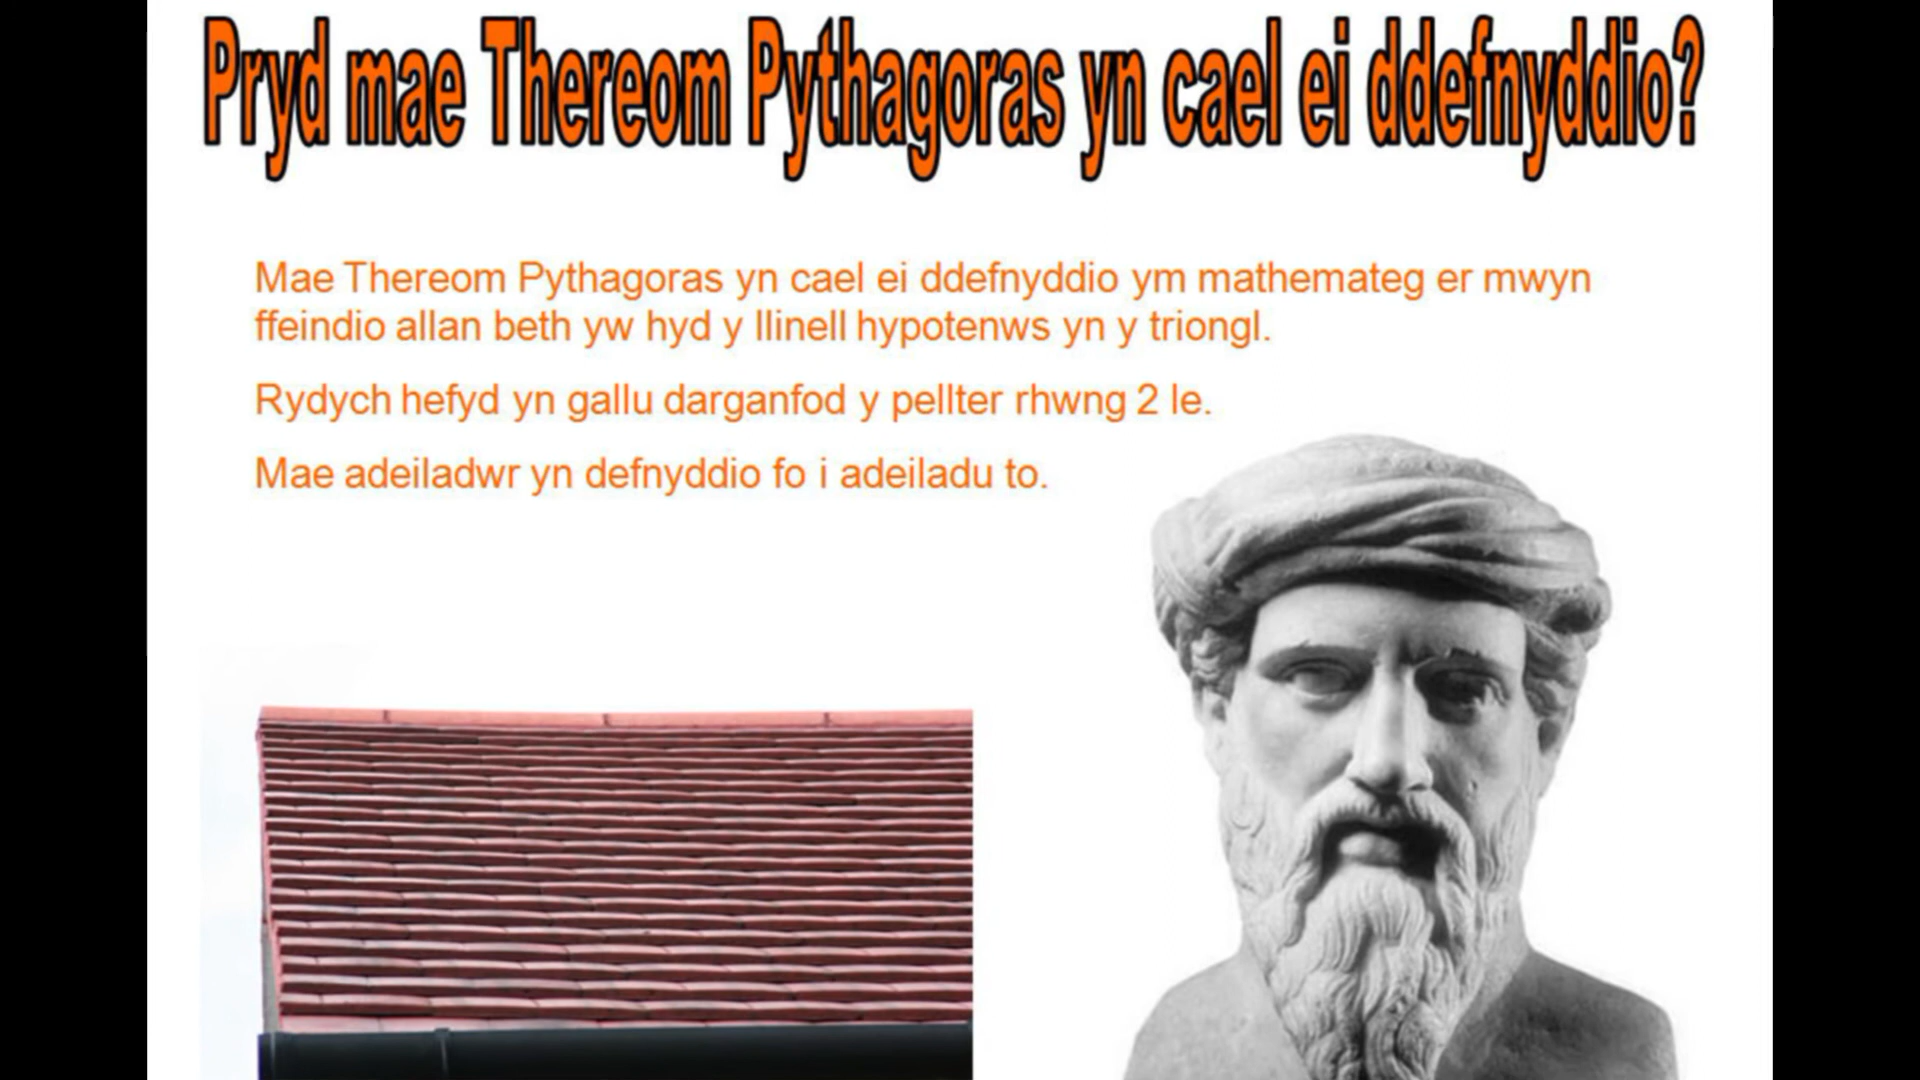 Pryd mae Thereom Pythagoras yn cael ei ddefnyddio?
Mae Thereom Pythagoras yn cael ei ddefnyddio ym mathemateg er mwyn
ffeindio allan beth yw hyd y llinell hypotenws yn y triongl.
Rydych hefyd yn gallu darganfod y pellter rhwng 2 le.
Mae adeiladwr yn defnyddio fo i adeiladu to.